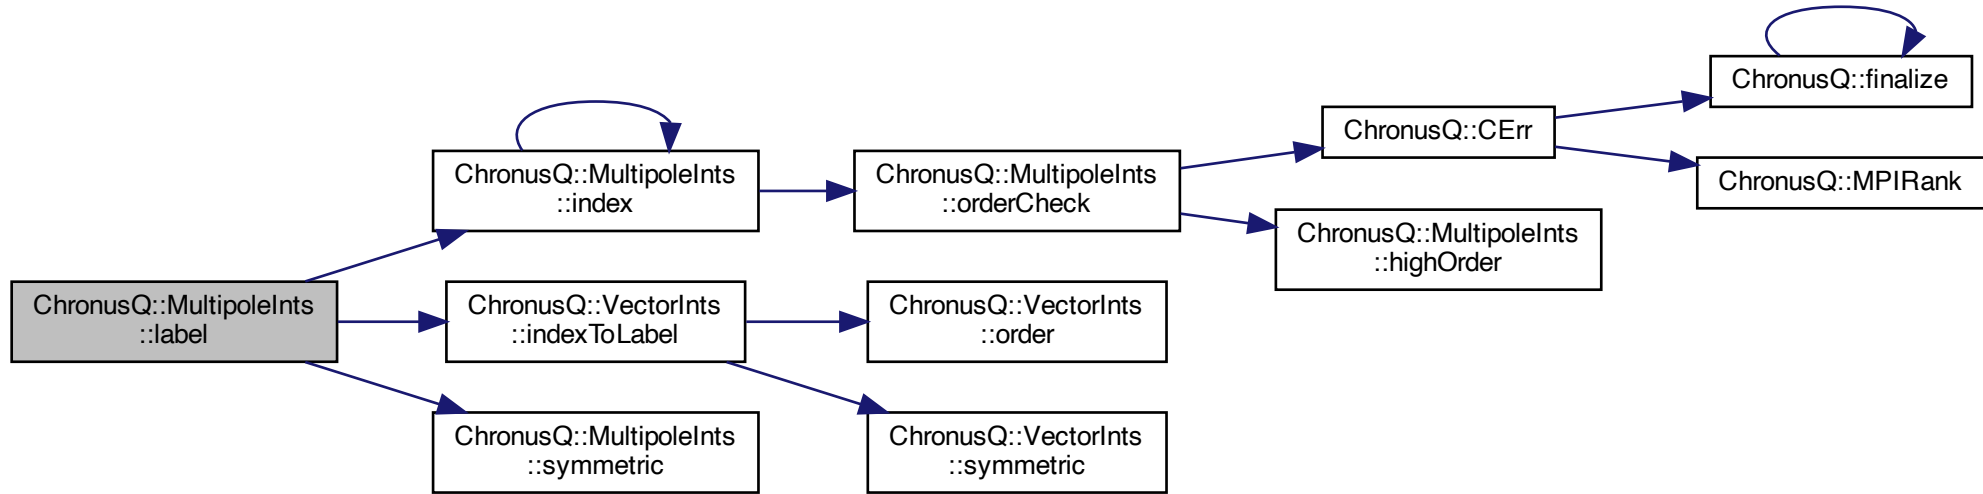 ChronusQ::MultipoleInts
::label
ChronusQ::MultipoleInts
::index
ChronusQ::VectorInts
::indexToLabel
ChronusQ::MultipoleInts
::symmetric
ChronusQ::MultipoleInts
::orderCheck
ChronusQ::VectorInts
::order
ChronusQ::VectorInts
::symmetric
ChronusQ::CErr
ChronusQ::MultipoleInts
::highOrder
ChronusQ::finalize
ChronusQ::MPIRank